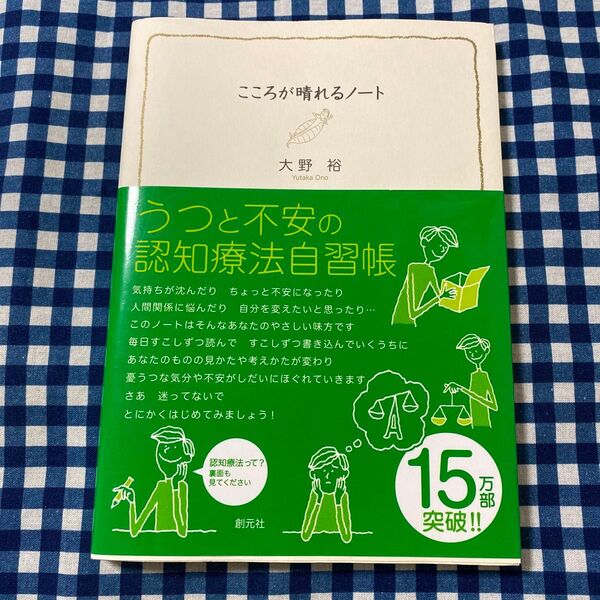 こころが晴れるノート
大野 裕
Yutaka Ono
うつと不安の
認知療法自習帳
気持ちが沈んだり ちょっと不安になったり
人間関係に悩んだり 自分を変えたいと思ったり…
このノートはそんなあなたのやさしい味方です
毎日すこしずつ読んで すこしずつ書き込んでいくうちに
あなたのものの見かたや考えかたが変わり
憂うつな気分や不安がしだいにほぐれていきます
さあ 迷ってないで
とにかくはじめてみましょう！
認知療法って？
裏面も
見てください
15万部
突破!!
創元社